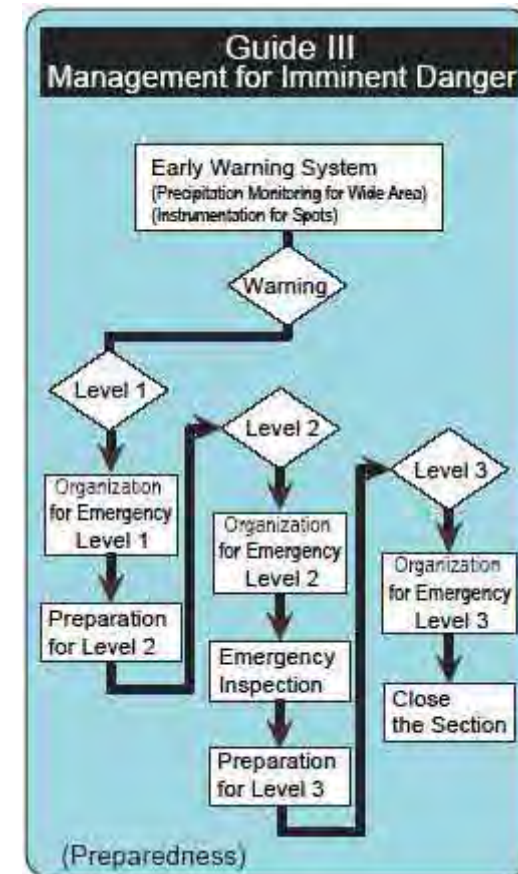 Guide III
Management for Imminent Danger
Early Warning System
(Precipitation Monitoring for Wide Area)
(Instrumentation for Spots)
Warning
Level 1
Organization
for Emergency
Level 1
Preparation
for Level 2
Level 2
Organization
for Emergency
Level 2
Emergency
Inspection
Preparation
for Level 3
Level 3
Organization
for Emergency
Level 3
Close
the Section
(Preparedness)